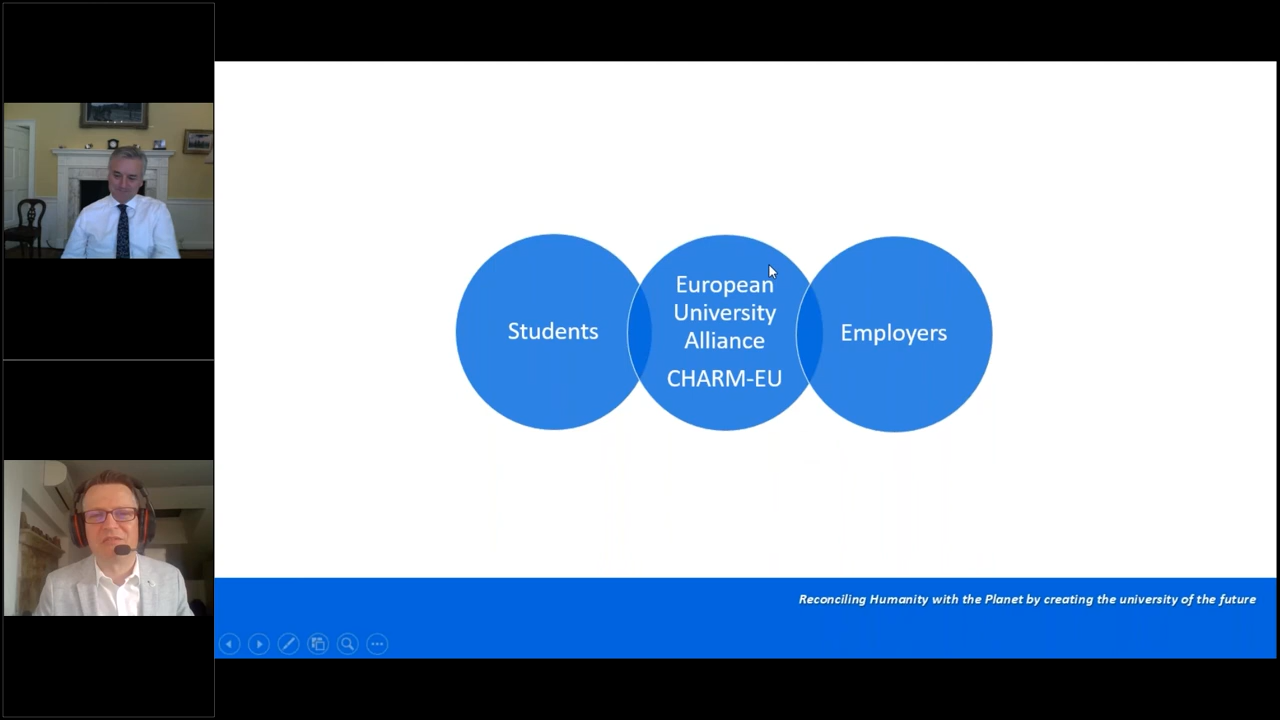 Students
European
University
Alliance
CHARM-EU
Employers
Reconciling Humanity with the Planet by creating the university of the future